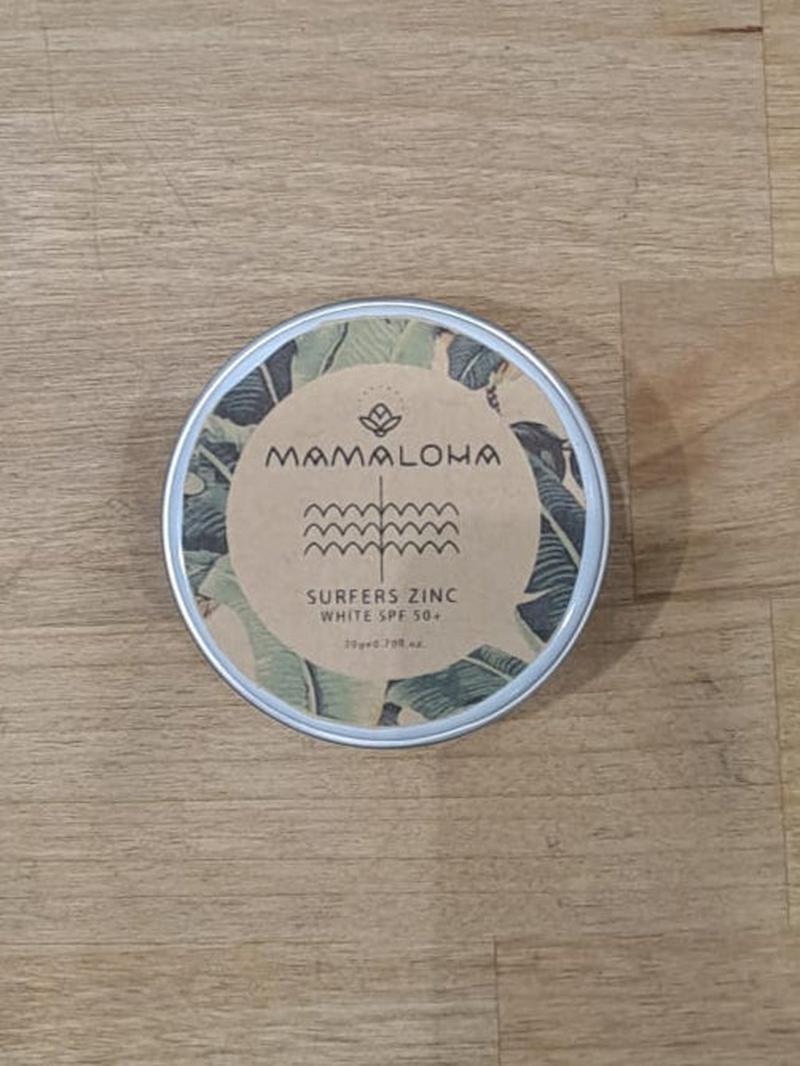 MAMALOHA
SURFERS ZINC
WHITE SPF 50+